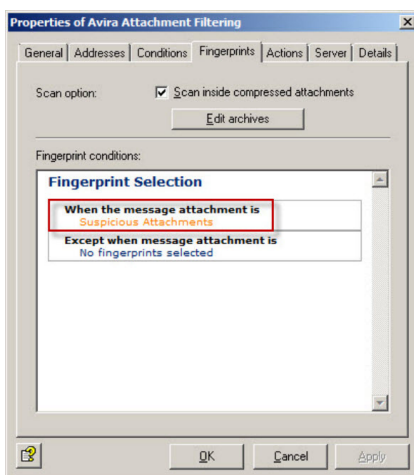 Properties of Avira Attachment Filtering
General Addresses Conditions Fingerprints Actions Server Details
Scan option: Scan inside compressed attachments
Edit archives
Fingerprint conditions:
Fingerprint Selection
When the message attachment is
Suspicious Attachments
Except when message attachment is
No fingerprints selected
OK Cancel Apply